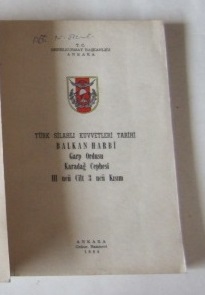 T.C.
GENELKURMAY BAŞKANLIĞI
ANKARA
TÜRK SİLAHLI KUVVETLERİ TARİHİ
BALKAN HARBİ
Garp Ordusu
Karadağ Cephesi
III ncü Cilt 3 ncü Kısım
ANKARA